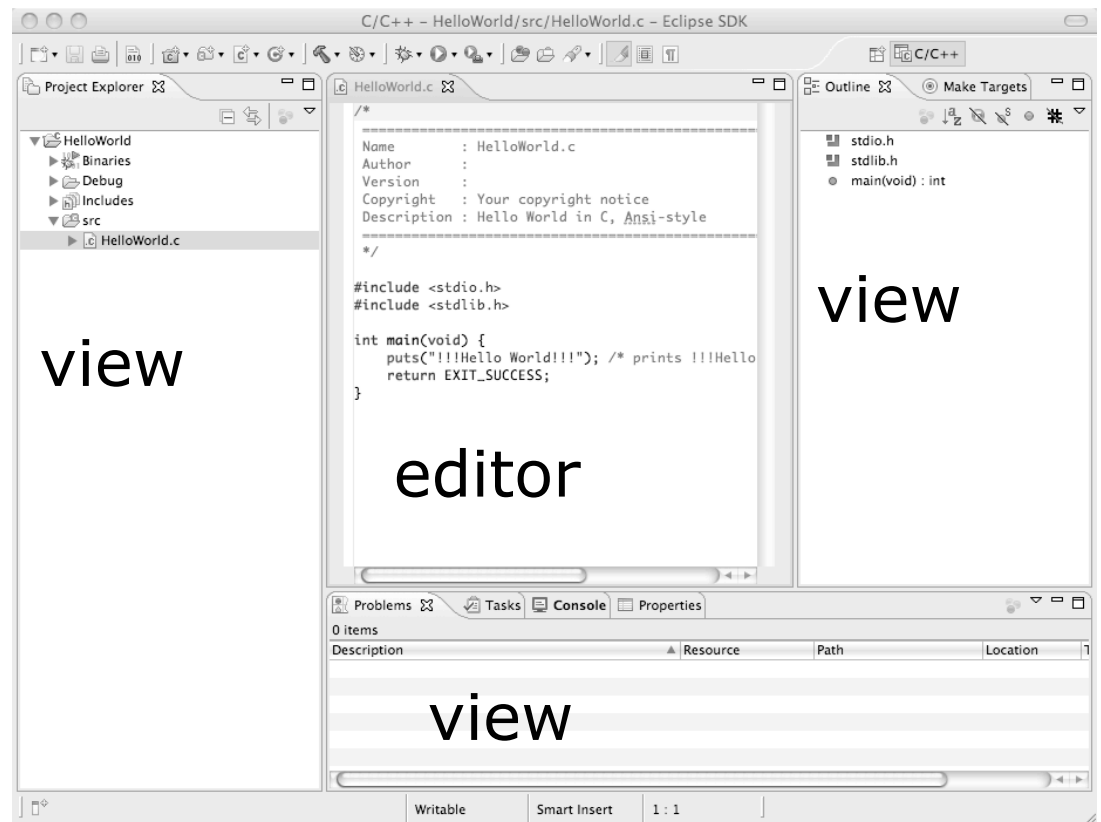 C/C++ – HelloWorld/src/HelloWorld.c – Eclipse SDK
010
C/C++
Project Explorer
HelloWorld
Binaries
Debug
Includes
src
HelloWorld.c
view
HelloWorld.c
/*
============================================================
Name        : HelloWorld.c
Author      :
Version     :
Copyright   : Your copyright notice
Description : Hello World in C, Ansi-style
============================================================
*/
#include <stdio.h>
#include <stdlib.h>
int main(void) {
puts("!!!Hello World!!!"); /* prints !!!Hello
return EXIT_SUCCESS;
}
editor
Outline Make Targets
stdio.h
stdlib.h
main(void) : int
view
Problems Tasks Console Properties
0 items
Description Resource Path Location T
view
Writable Smart Insert 1 : 1